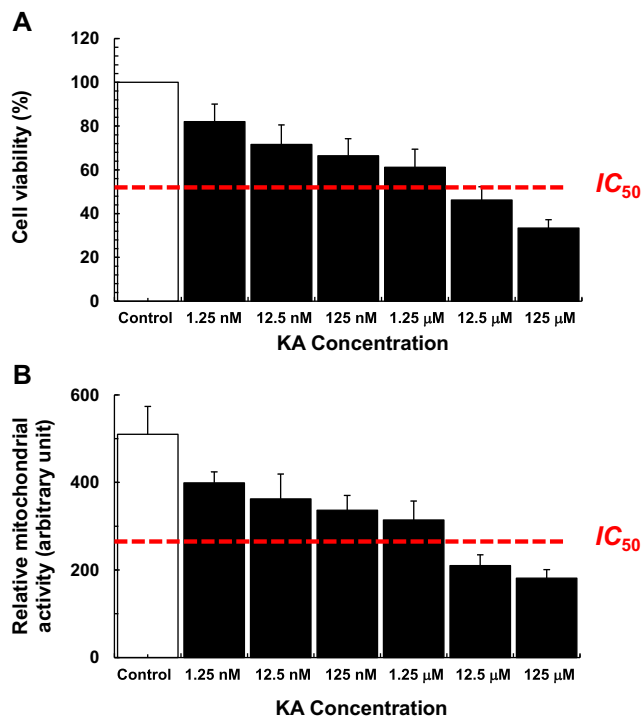 A
Cell viability (%)
120
100
80
60
40
20
0
IC50
Control 1.25 nM 12.5 nM 125 nM 1.25 μM 12.5 μM 125 μM
KA Concentration
B
Relative mitochondrial
activity (arbitrary unit)
600
400
200
0
IC50
Control 1.25 nM 12.5 nM 125 nM 1.25 μM 12.5 μM 125 μM
KA Concentration